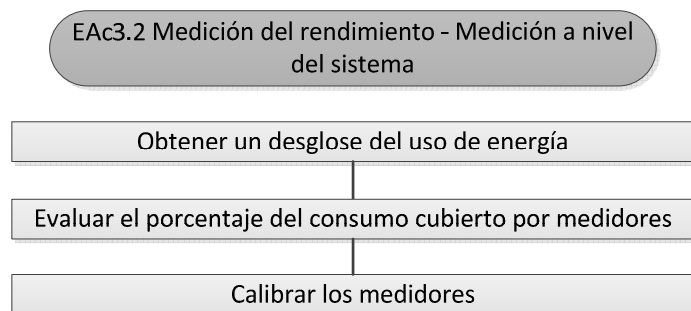 EAc3.2 Medición del rendimiento - Medición a nivel
del sistema
Obtener un desglose del uso de energía
Evaluar el porcentaje del consumo cubierto por medidores
Calibrar los medidores